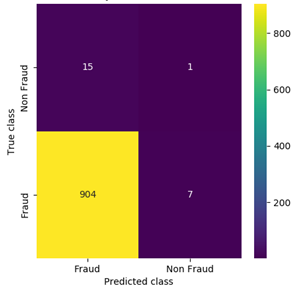 800
15 1
Non Fraud
600
True class
400
904 7
Fraud
200
Fraud Non Fraud
Predicted class